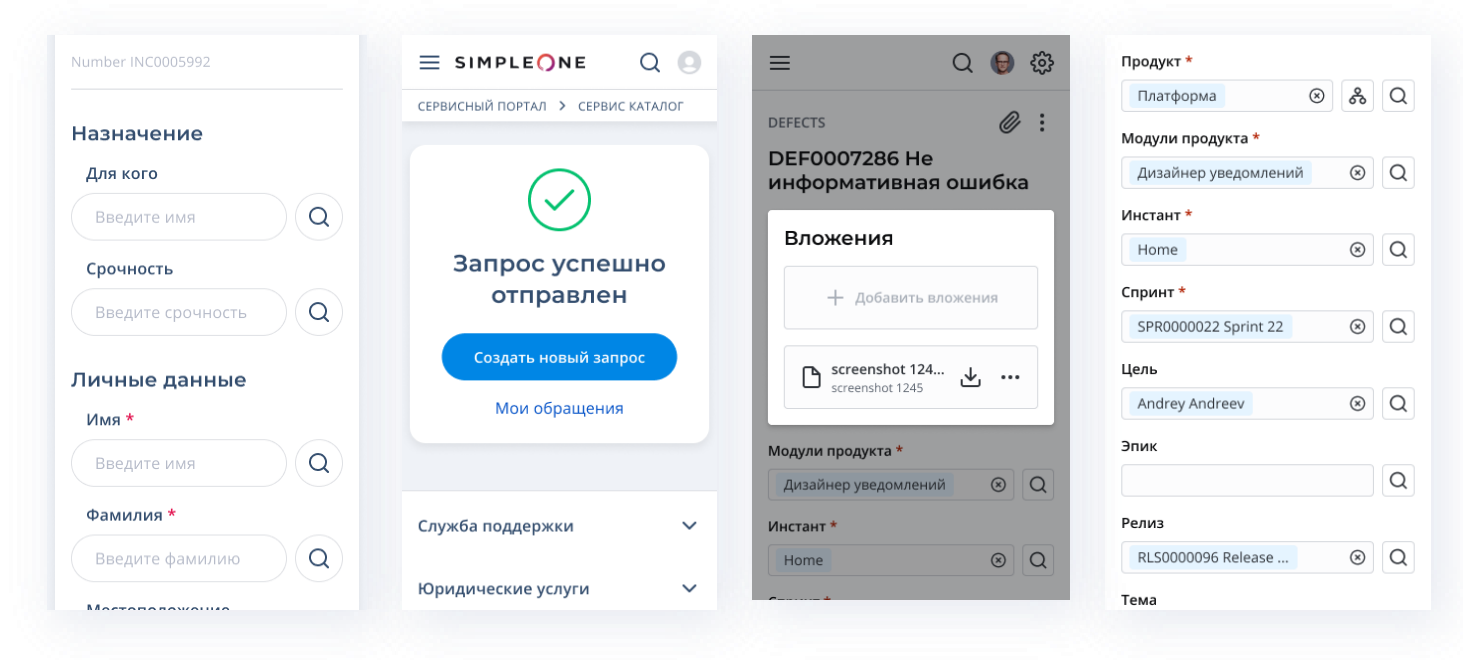 Number INC0005992
Назначение
Для кого
Введите имя
Срочность
Введите срочность
Личные данные
Имя *
Введите имя
Фамилия *
Введите фамилию
Местоположение
SIMPLEONE
СЕРВИСНЫЙ ПОРТАЛ > СЕРВИС КАТАЛОГ
Запрос успешно
отправлен
Создать новый запрос
Мои обращения
Служба поддержки
Юридические услуги
DEFECTS
DEF0007286 Не
информативная ошибка
Вложения
+ Добавить вложения
screenshot 124...
screenshot 1245
Модули продукта *
Дизайнер уведомлений
Инстант *
Home
Спринт *
Продукт *
Платформа
Модули продукта *
Дизайнер уведомлений
Инстант *
Home
Спринт *
SPR0000022 Sprint 22
Цель
Andrey Andreev
Эпик
Релиз
RLS0000096 Release ...
Тема